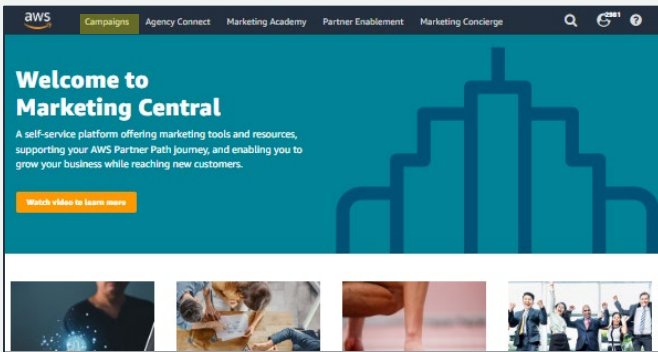 aws
Campaigns Agency Connect Marketing Academy Partner Enablement Marketing Concierge 2981 ?
Welcome to
Marketing Central
A self-service platform offering marketing tools and resources,
supporting your AWS Partner Path journey, and enabling you to
grow your business while reaching new customers.
Watch video to learn more